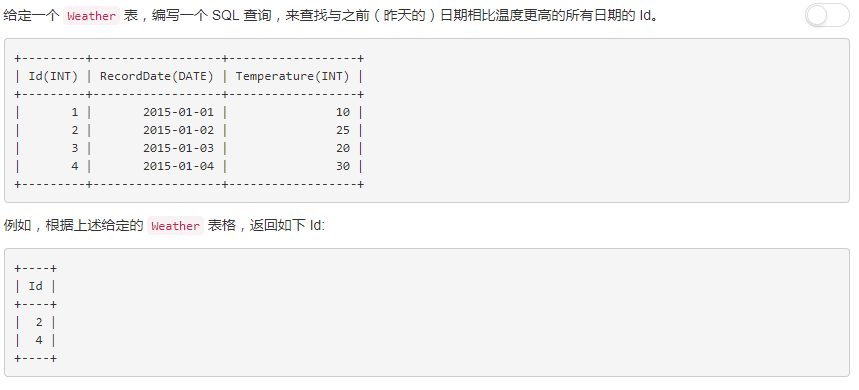 给定一个 Weather 表，编写一个 SQL 查询，来查找与之前（昨天的）日期相比温度更高的所有日期的 Id。
+---------+------------------+------------------+
| Id(INT) | RecordDate(DATE) | Temperature(INT) |
+---------+------------------+------------------+
|       1 |       2015-01-01 |               10 |
|       2 |       2015-01-02 |               25 |
|       3 |       2015-01-03 |               20 |
|       4 |       2015-01-04 |               30 |
+---------+------------------+------------------+
例如，根据上述给定的 Weather 表格，返回如下 Id:
+----+
| Id |
+----+
|  2 |
|  4 |
+----+